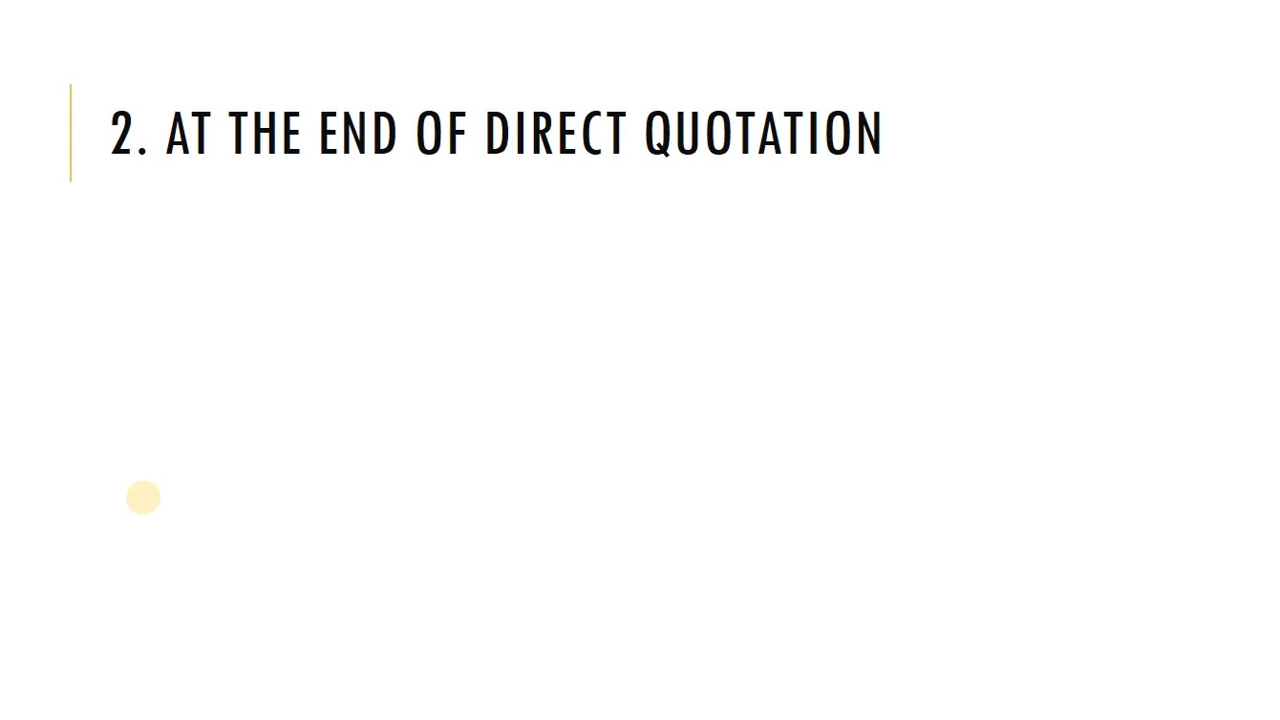 2. AT THE END OF DIRECT QUOTATION